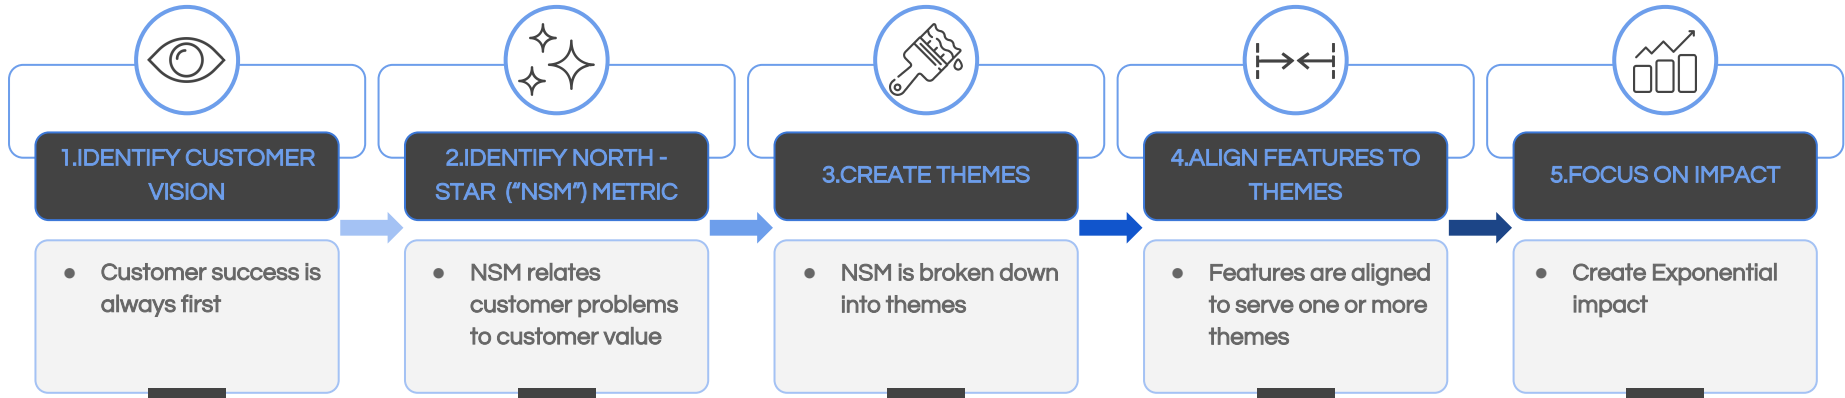 1.IDENTIFY CUSTOMER
VISION
2.IDENTIFY NORTH -
STAR ("NSM") METRIC
3.CREATE THEMES
4.ALIGN FEATURES TO
THEMES
5.FOCUS ON IMPACT
● Customer success is
always first
● NSM relates
customer problems
to customer value
● NSM is broken down
into themes
● Features are aligned
to serve one or more
themes
● Create Exponential
impact